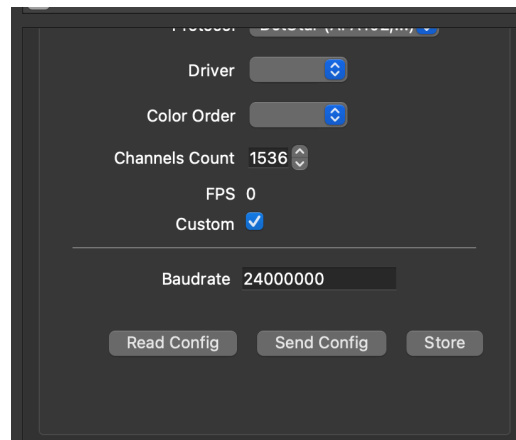 Driver
Color Order
Channels Count 1536
FPS 0
Custom
Baudrate 24000000
Read Config Send Config Store